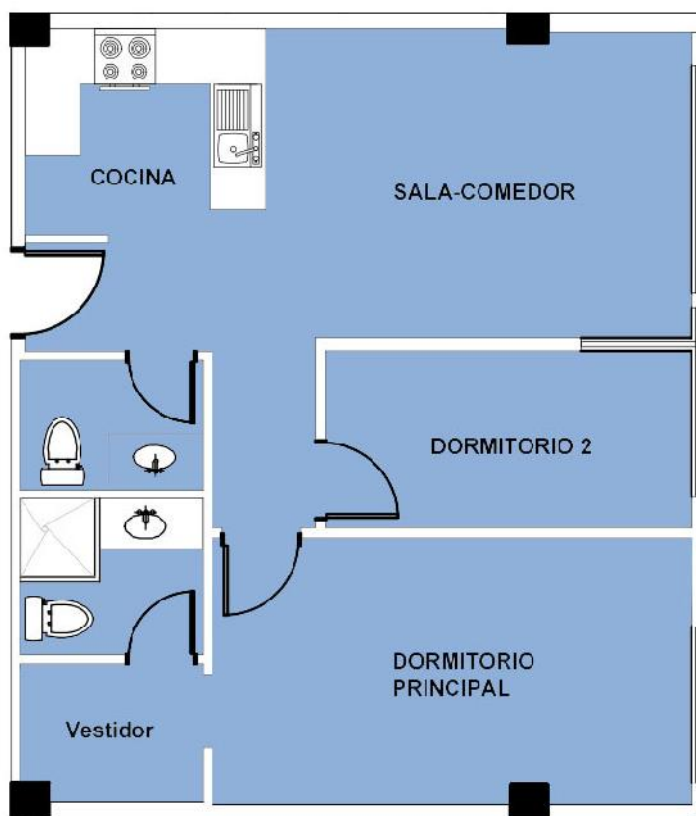 COCINA
SALA-COMEDOR
DORMITORIO 2
DORMITORIO
PRINCIPAL
Vestidor